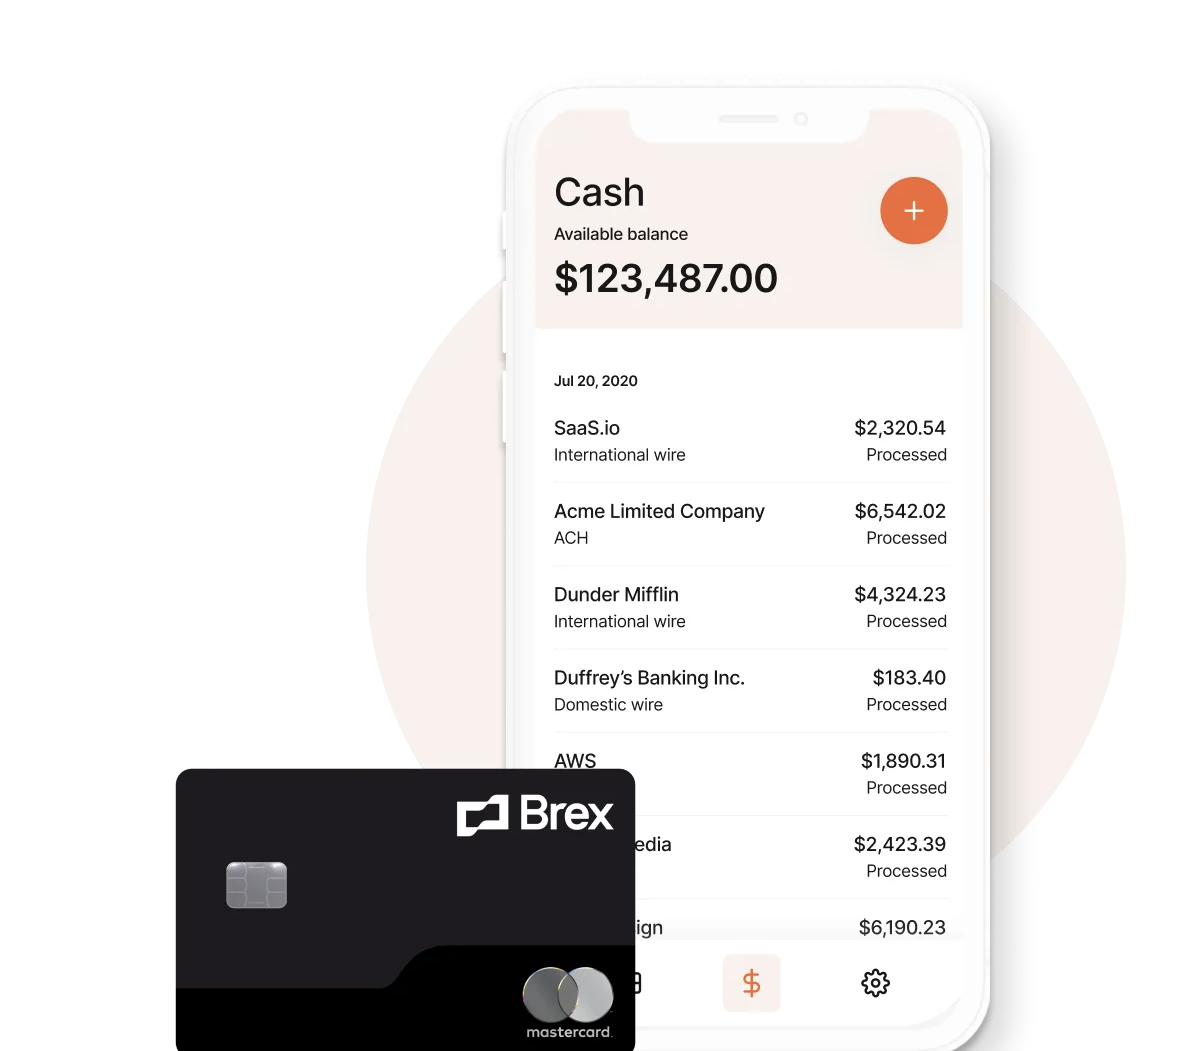 Cash
Available balance
$123,487.00
Jul 20, 2020
SaaS.io $2,320.54
International wire Processed
Acme Limited Company $6,542.02
ACH Processed
Dunder Mifflin $4,324.23
International wire Processed
Duffrey’s Banking Inc. $183.40
Domestic wire Processed
AWS $1,890.31
Processed
edia $2,423.39
Processed
ign $6,190.23
Brex
mastercard.